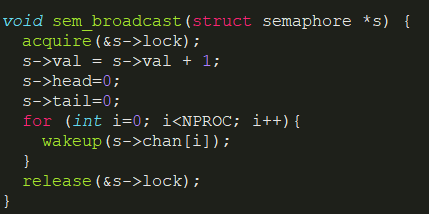 void sem_broadcast(struct semaphore *s) {
  acquire(&s->lock);
  s->val = s->val + 1;
  s->head=0;
  s->tail=0;
  for (int i=0; i<NPROC; i++){
    wakeup(s->chan[i]);
  }
  release(&s->lock);
}